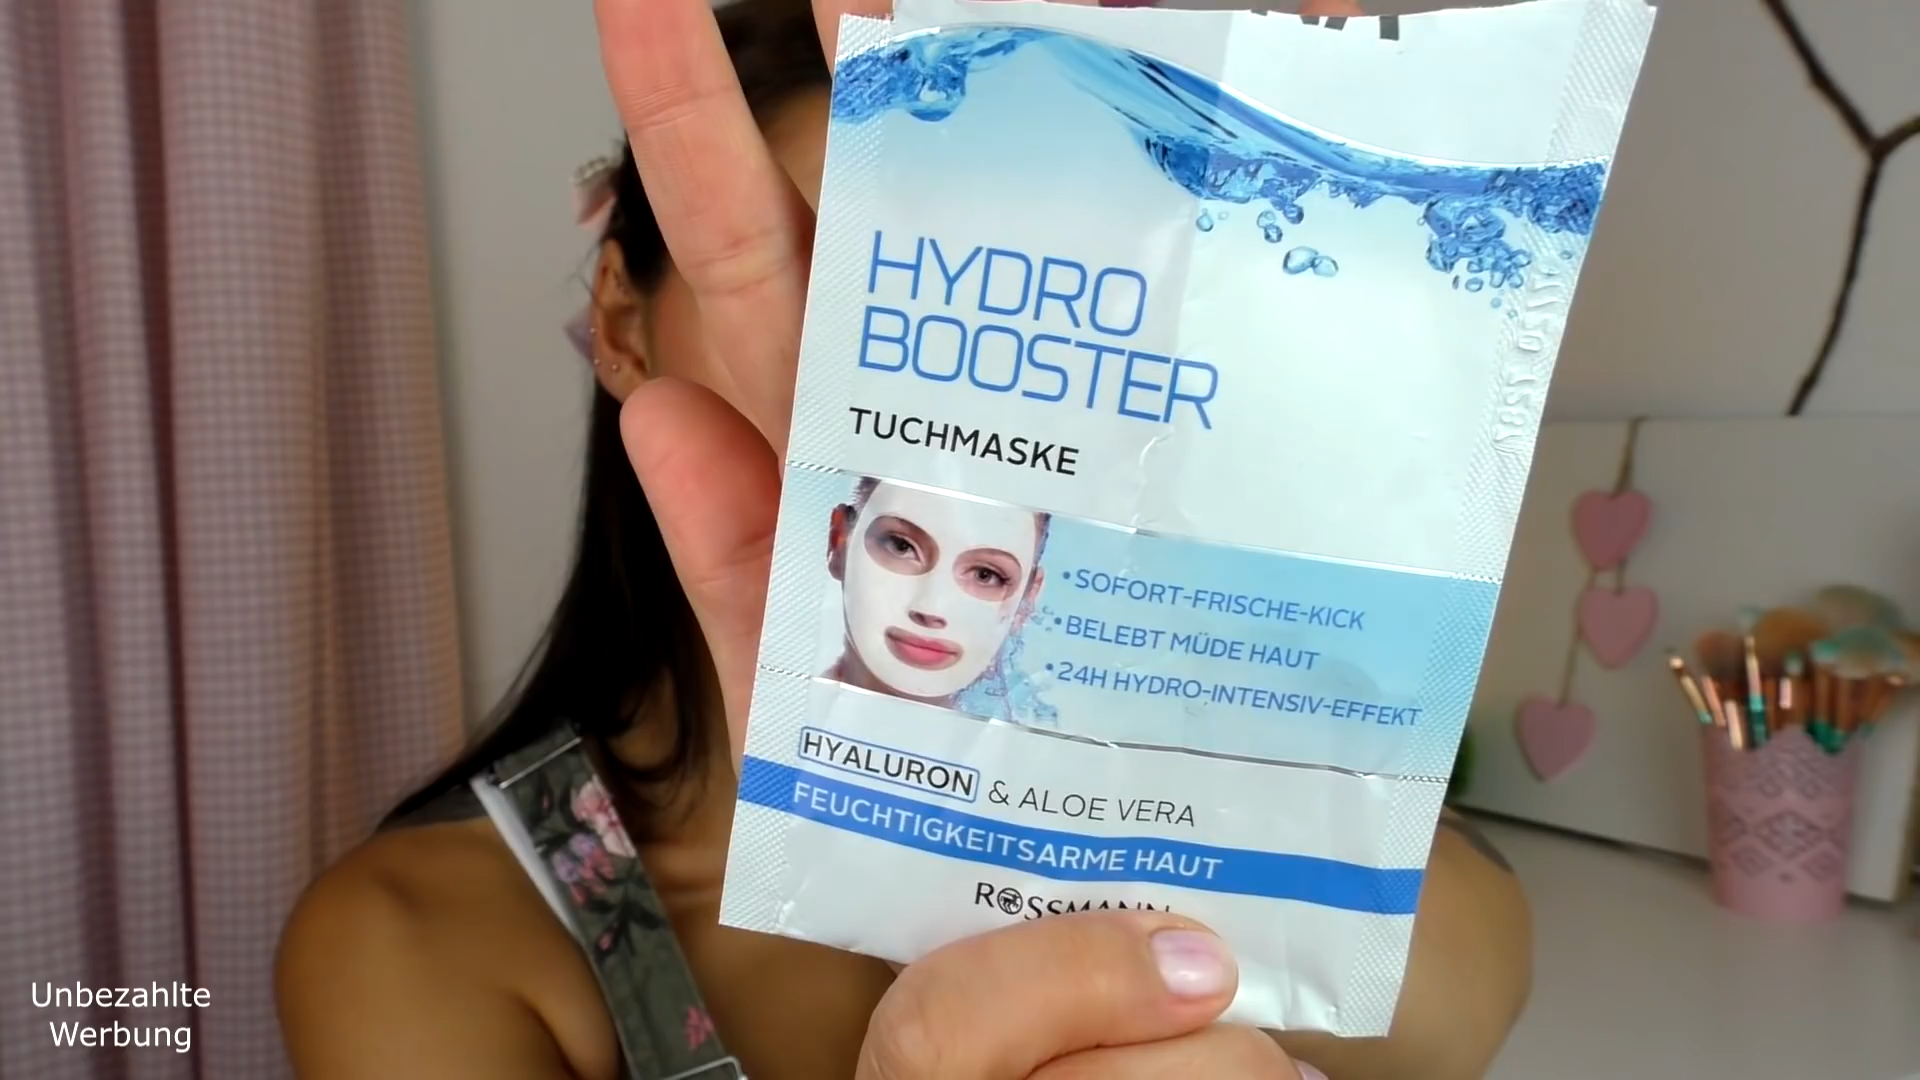 HYDRO
BOOSTER
TUCHMASKE
• SOFORT-FRISCHE-KICK
• BELEBT MÜDE HAUT
• 24H HYDRO-INTENSIV-EFFEKT
HYALURON & ALOE VERA
FEUCHTIGKEITSARME HAUT
ROSSMANN
Unbezahlte
Werbung